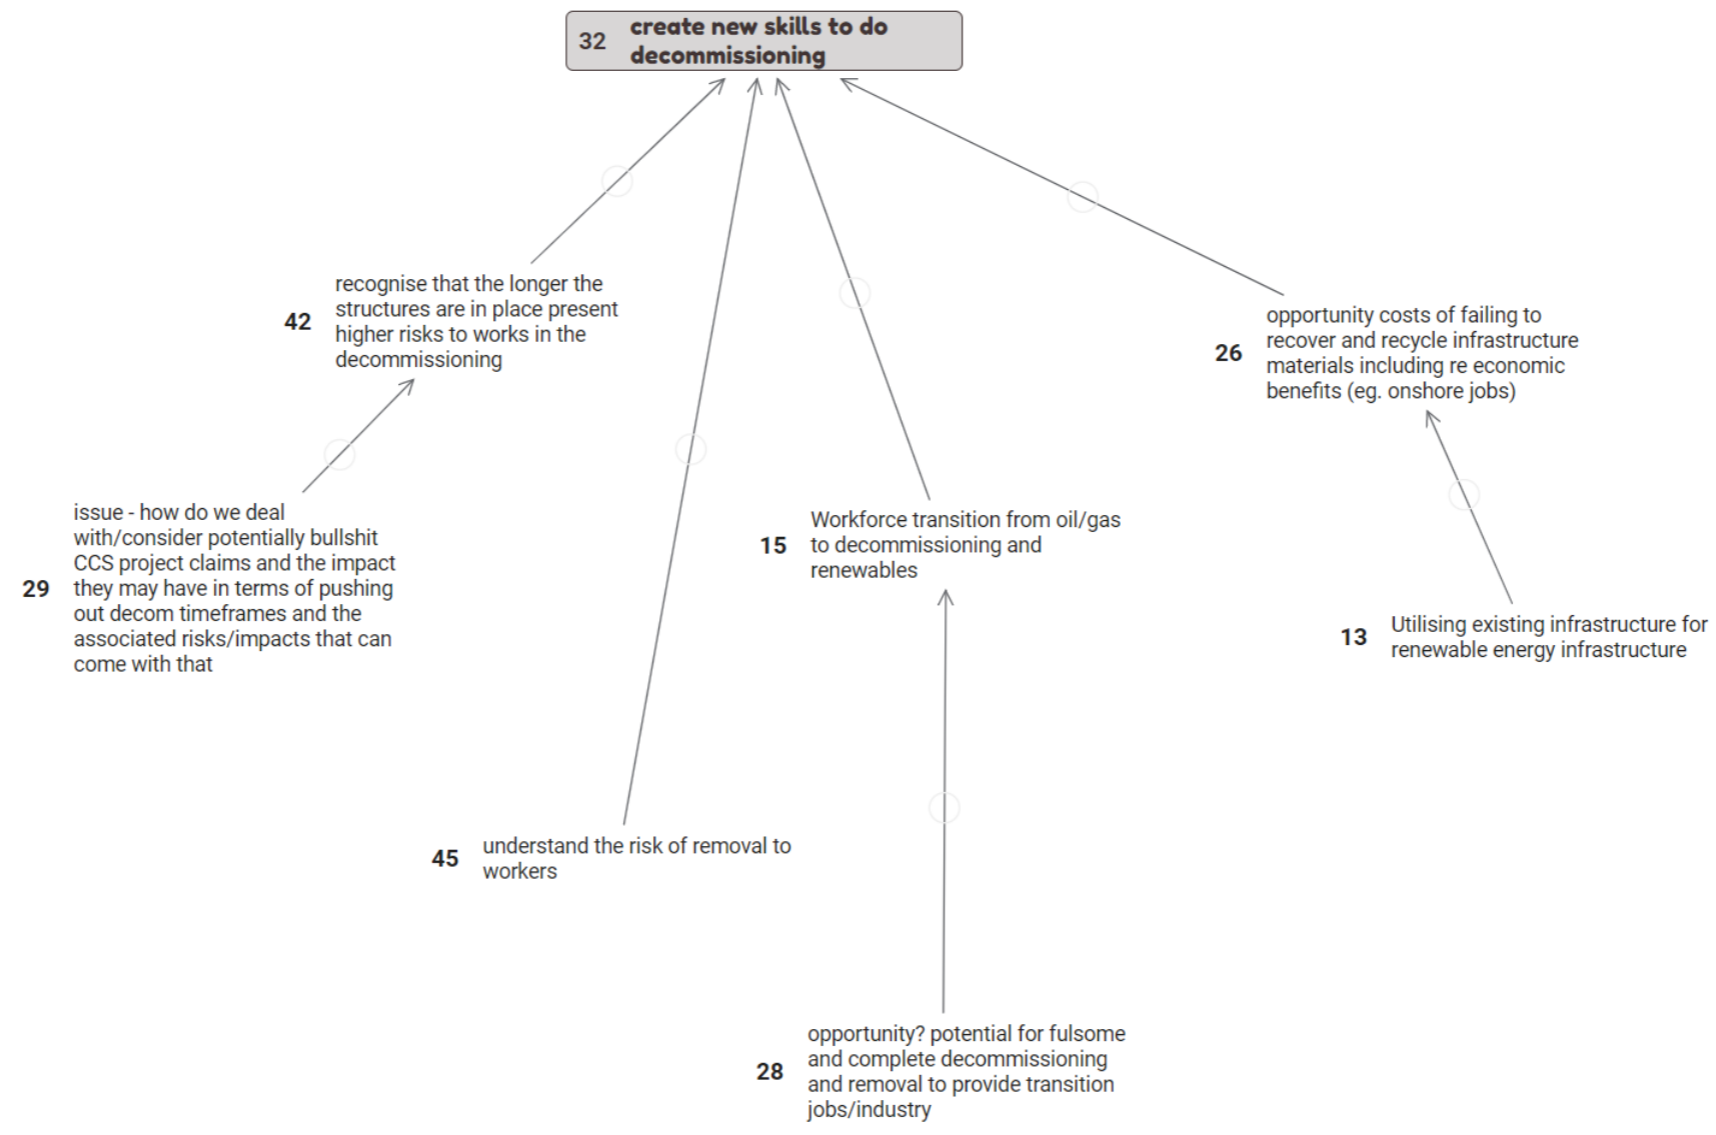 32
create new skills to do
decommissioning
42
recognise that the longer the
structures are in place present
higher risks to works in the
decommissioning
26
opportunity costs of failing to
recover and recycle infrastructure
materials including re economic
benefits (eg. onshore jobs)
29
issue - how do we deal
with/consider potentially bullshit
CCS project claims and the impact
they may have in terms of pushing
out decom timeframes and the
associated risks/impacts that can
come with that
15
Workforce transition from oil/gas
to decommissioning and
renewables
13
Utilising existing infrastructure for
renewable energy infrastructure
45
understand the risk of removal to
workers
28
opportunity? potential for fulsome
and complete decommissioning
and removal to provide transition
jobs/industry